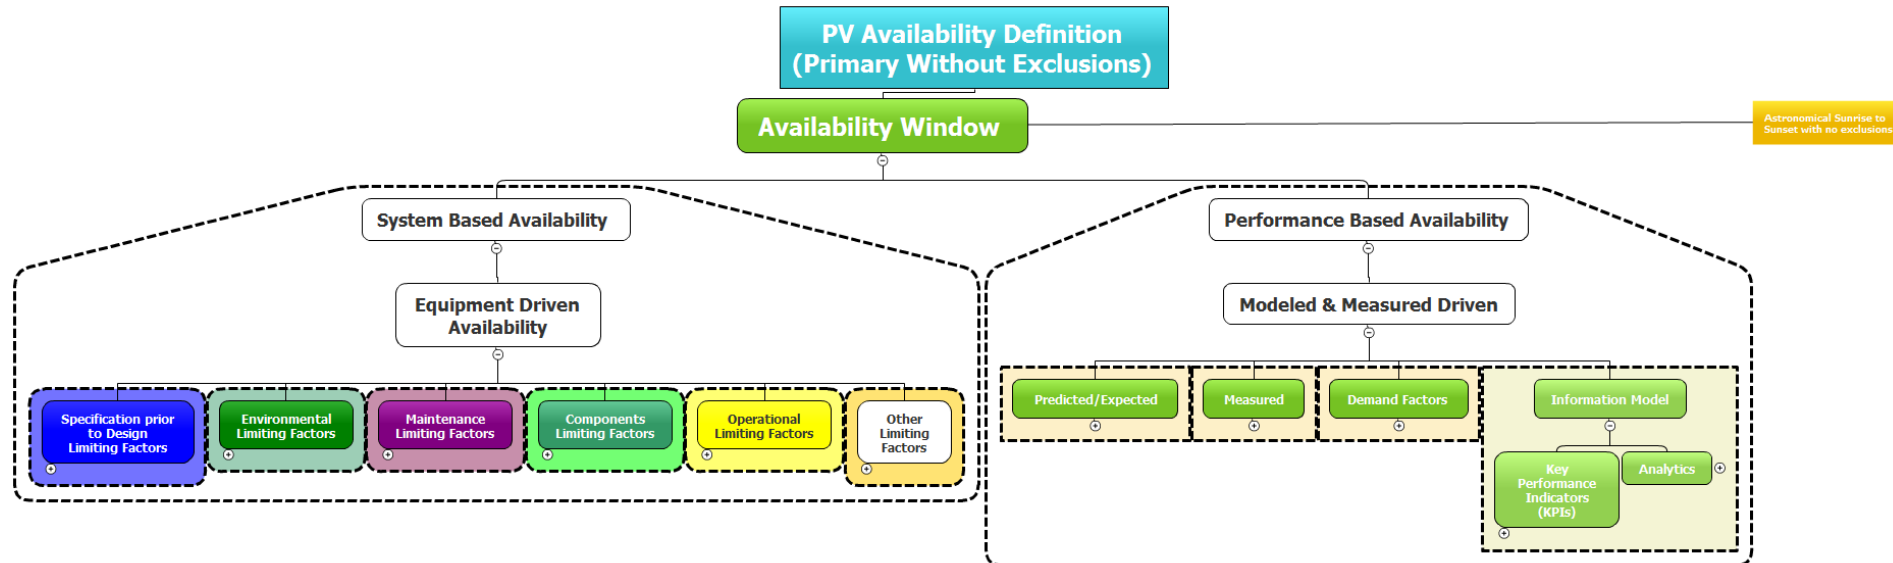 PV Availability Definition
(Primary Without Exclusions)
Availability Window
Astronomical Sunrise to
Sunset with no exclusions
System Based Availability
Performance Based Availability
Equipment Driven
Availability
Modeled & Measured Driven
Specification prior
to Design
Limiting Factors
Environmental
Limiting Factors
Maintenance
Limiting Factors
Components
Limiting Factors
Operational
Limiting Factors
Other
Limiting
Factors
Predicted/Expected
Measured
Demand Factors
Information Model
Key
Performance
Indicators
(KPIs)
Analytics